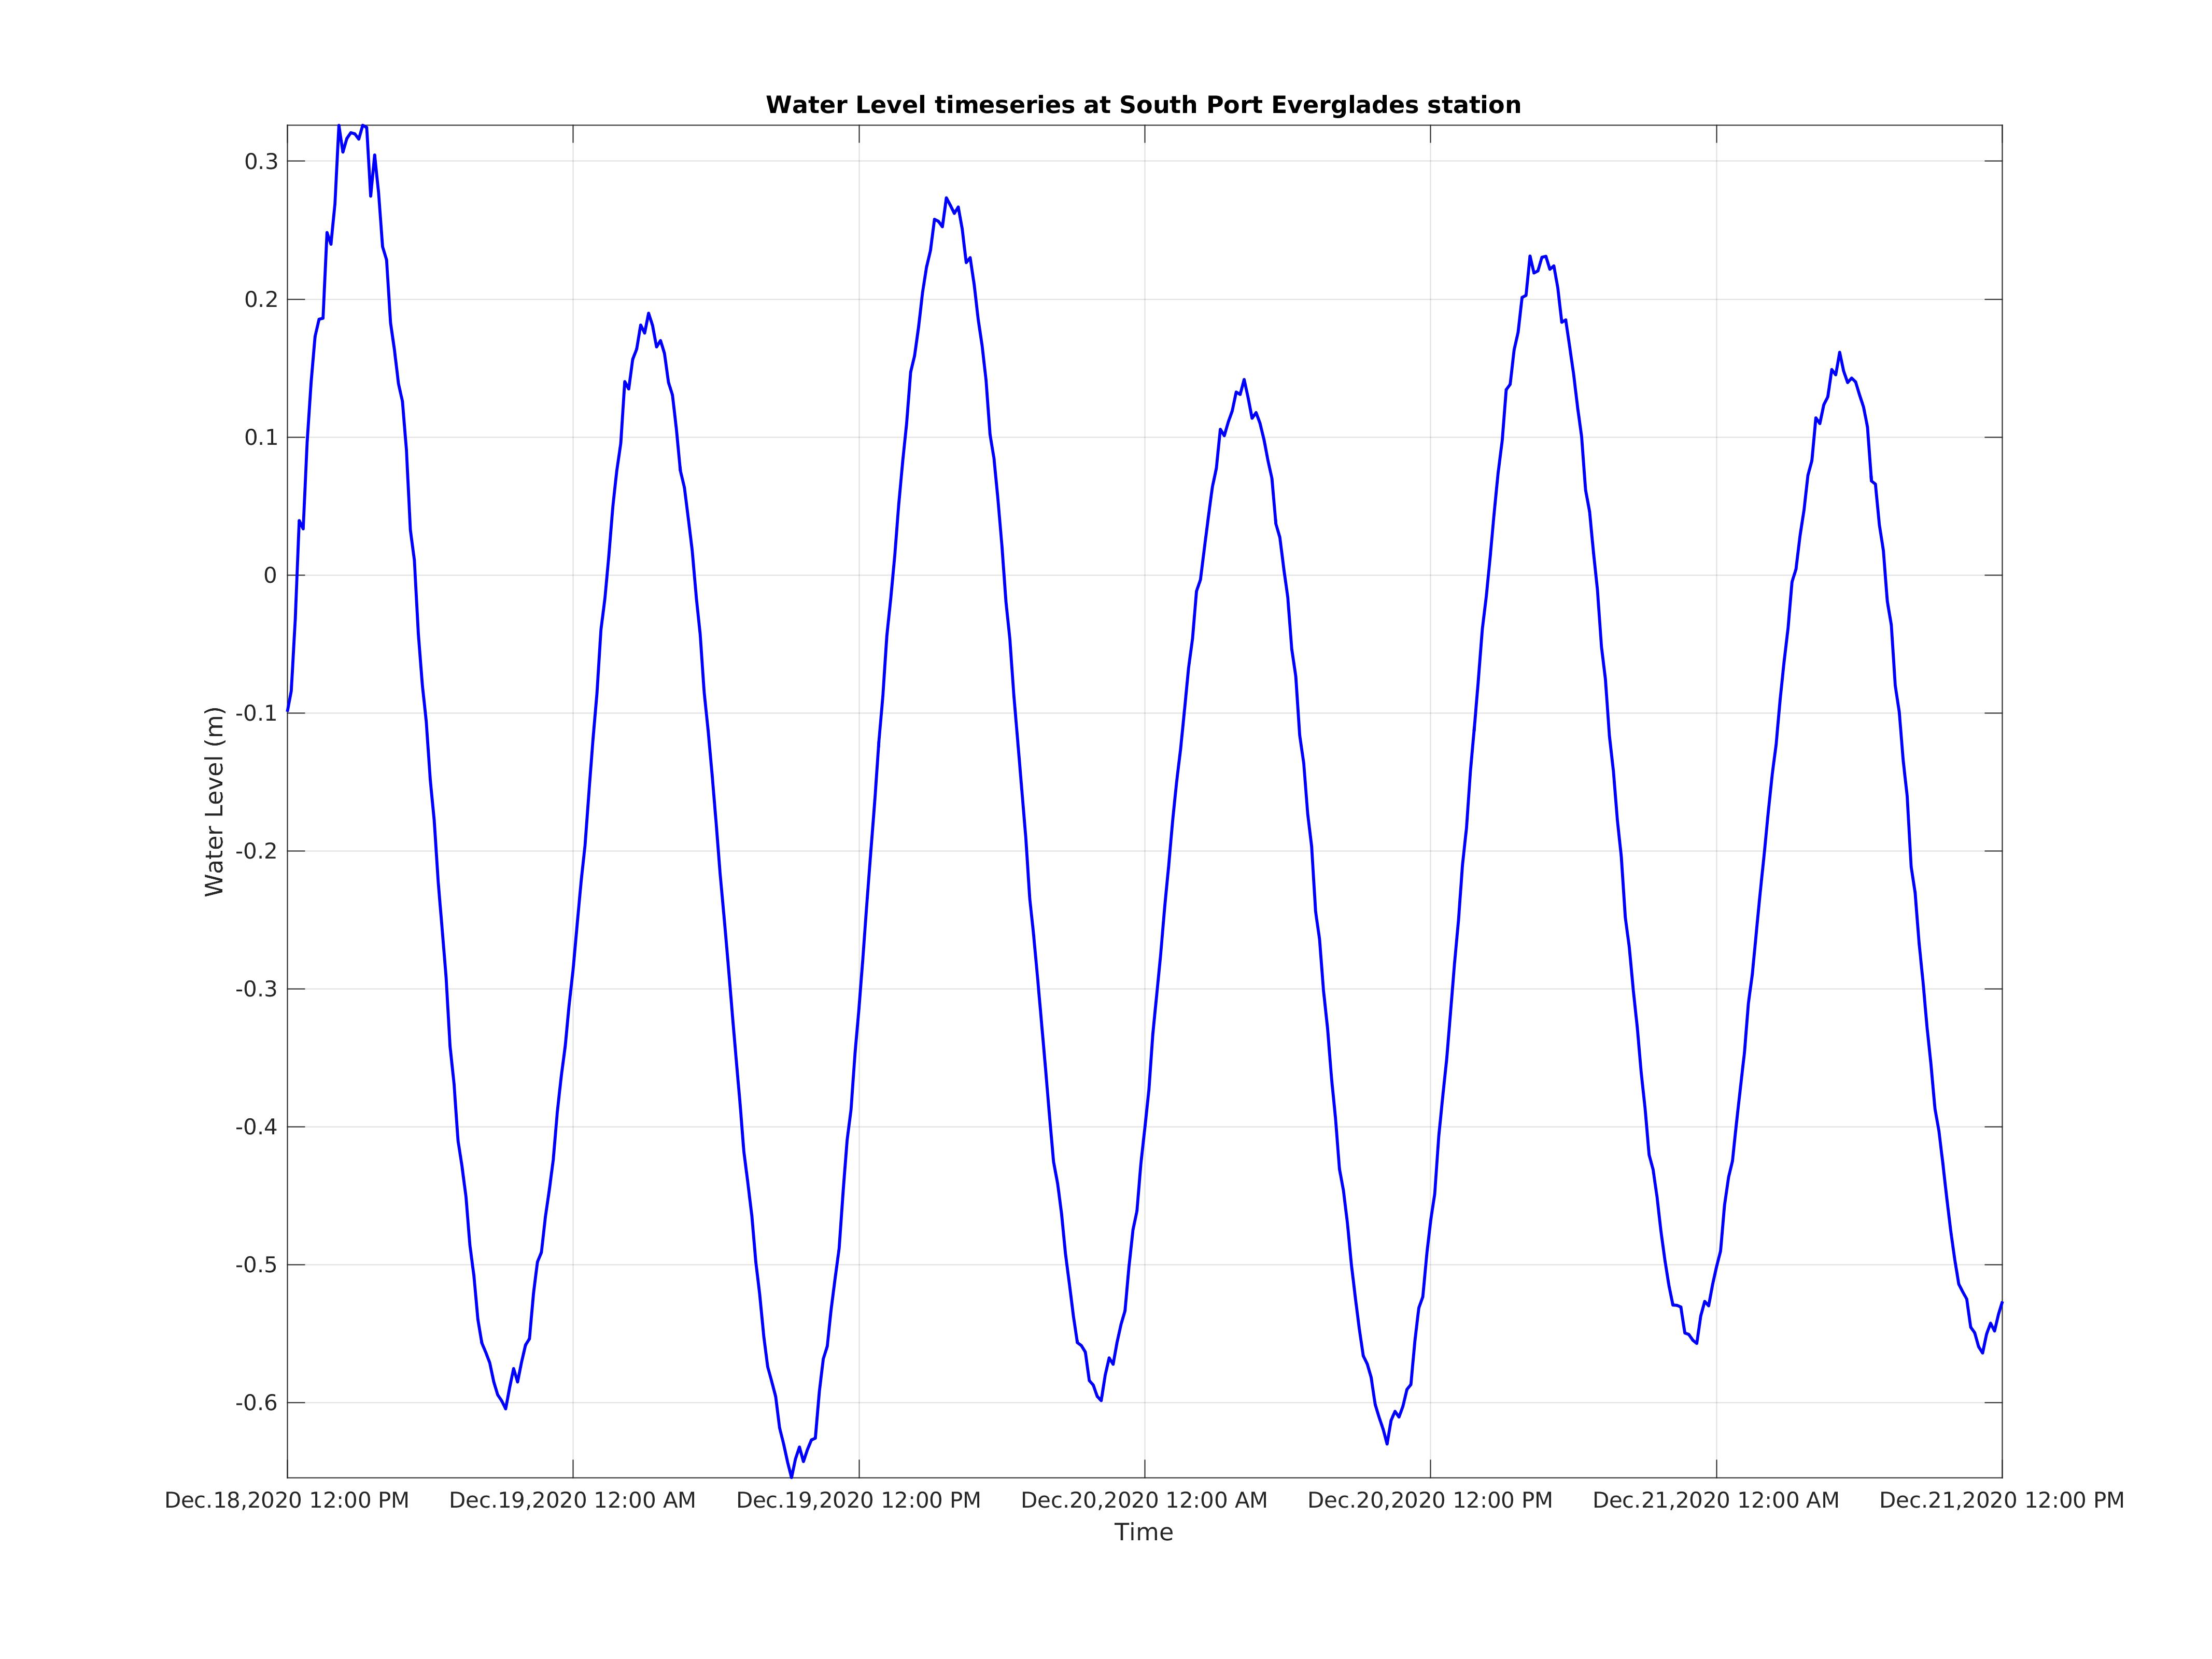 Water Level timeseries at South Port Everglades station
0.3
0.2
0.1
0
-0.1
-0.2
-0.3
-0.4
-0.5
-0.6
Water Level (m)
Dec.18,2020 12:00 PM Dec.19,2020 12:00 AM Dec.19,2020 12:00 PM Dec.20,2020 12:00 AM Dec.20,2020 12:00 PM Dec.21,2020 12:00 AM Dec.21,2020 12:00 PM
Time